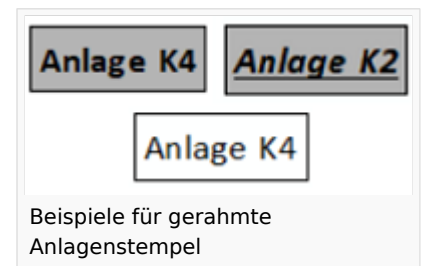 Anlage K4 Anlage K2
Anlage K4
Beispiele für gerahmte
Anlagenstempel